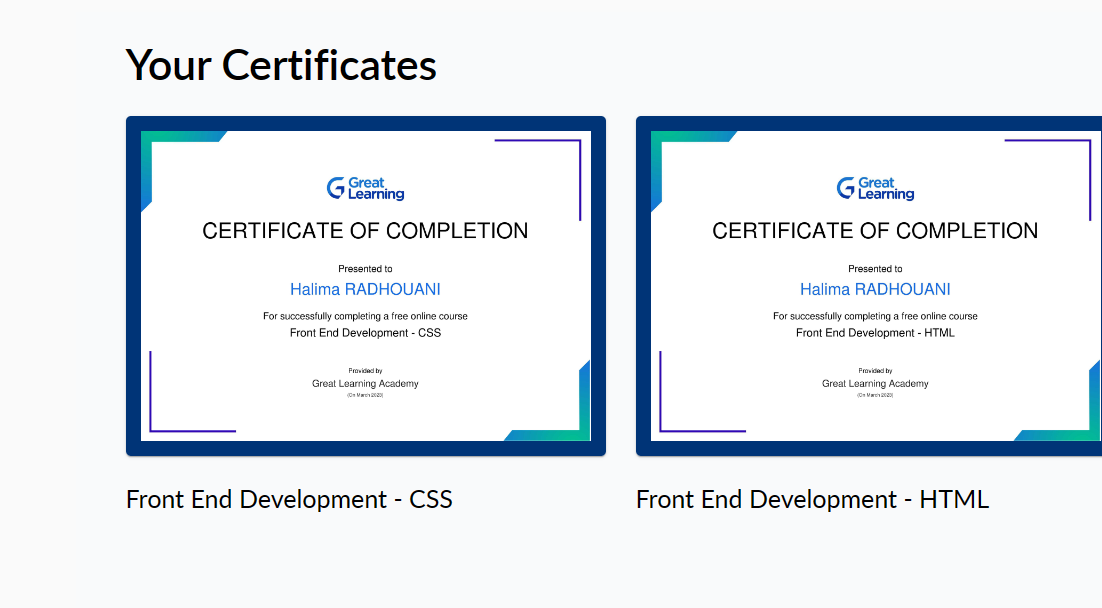 Your Certificates
Great
Learning
CERTIFICATE OF COMPLETION
Presented to
Halima RADHOUANI
For successfully completing a free online course
Front End Development - CSS
Provided by
Great Learning Academy
(On March 2023)
Front End Development - CSS
Great
Learning
CERTIFICATE OF COMPLETION
Presented to
Halima RADHOUANI
For successfully completing a free online course
Front End Development - HTML
Provided by
Great Learning Academy
(On March 2023)
Front End Development - HTML